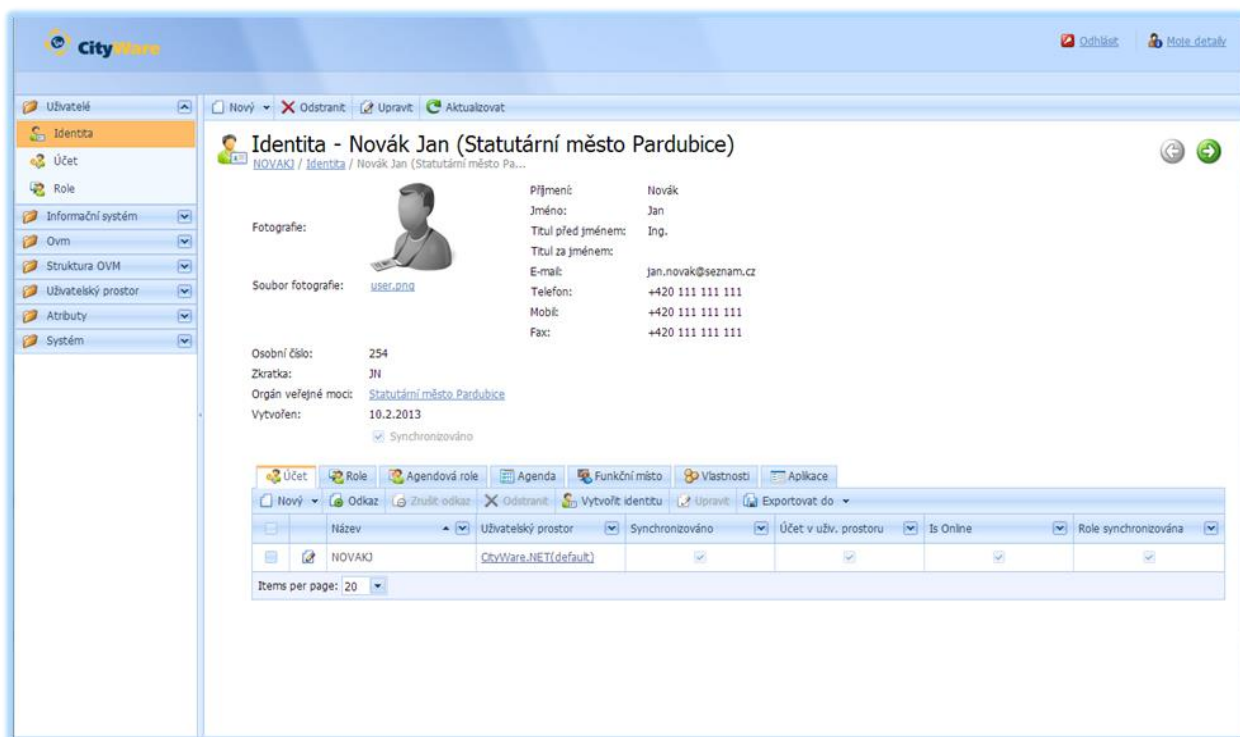 CityWare
Odhlásit Moje detaily
Uživatelé
Identita
Účet
Role
Informační systém
Ovm
Struktura OVM
Uživatelský prostor
Atributy
Systém
Nový Odstranit Upravit Aktualizovat
Identita - Novák Jan (Statutární město Pardubice)
NOVAKJ / Identita / Novák Jan (Statutární město Pa...
Fotografie:
Soubor fotografie: user.png
Příjmení: Novák
Jméno: Jan
Titul před jménem: Ing.
Titul za jménem:
E-mail: jan.novak@seznam.cz
Telefon: +420 111 111 111
Mobil: +420 111 111 111
Fax: +420 111 111 111
Osobní číslo: 254
Zkratka: JN
Orgán veřejné moci: Statutární město Pardubice
Vytvořen: 10.2.2013
Synchronizováno
Účet Role Agendová role Agenda Funkční místo Vlastnosti Aplikace
Nový Odkaz Zrušit odkaz Odstranit Vytvořit identitu Upravit Exportovat do
Název Uživatelský prostor Synchronizováno Účet v uživ. prostoru Is Online Role synchronizována
NOVAKJ CityWare.NET(default)
Items per page: 20